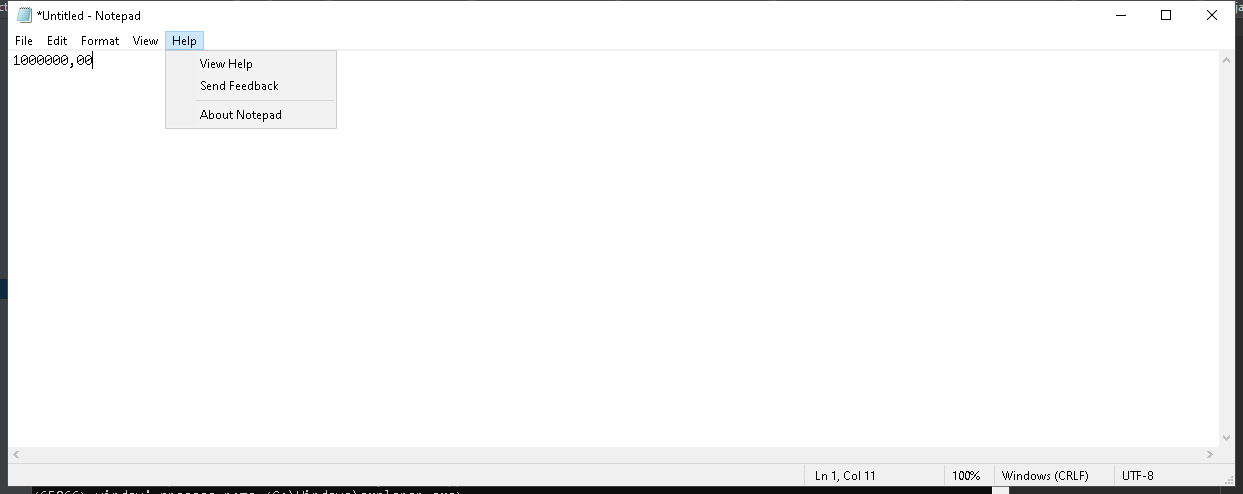 *Untitled - Notepad
File Edit Format View Help
1000000,00
View Help
Send Feedback
About Notepad
Ln 1, Col 11 100% Windows (CRLF) UTF-8